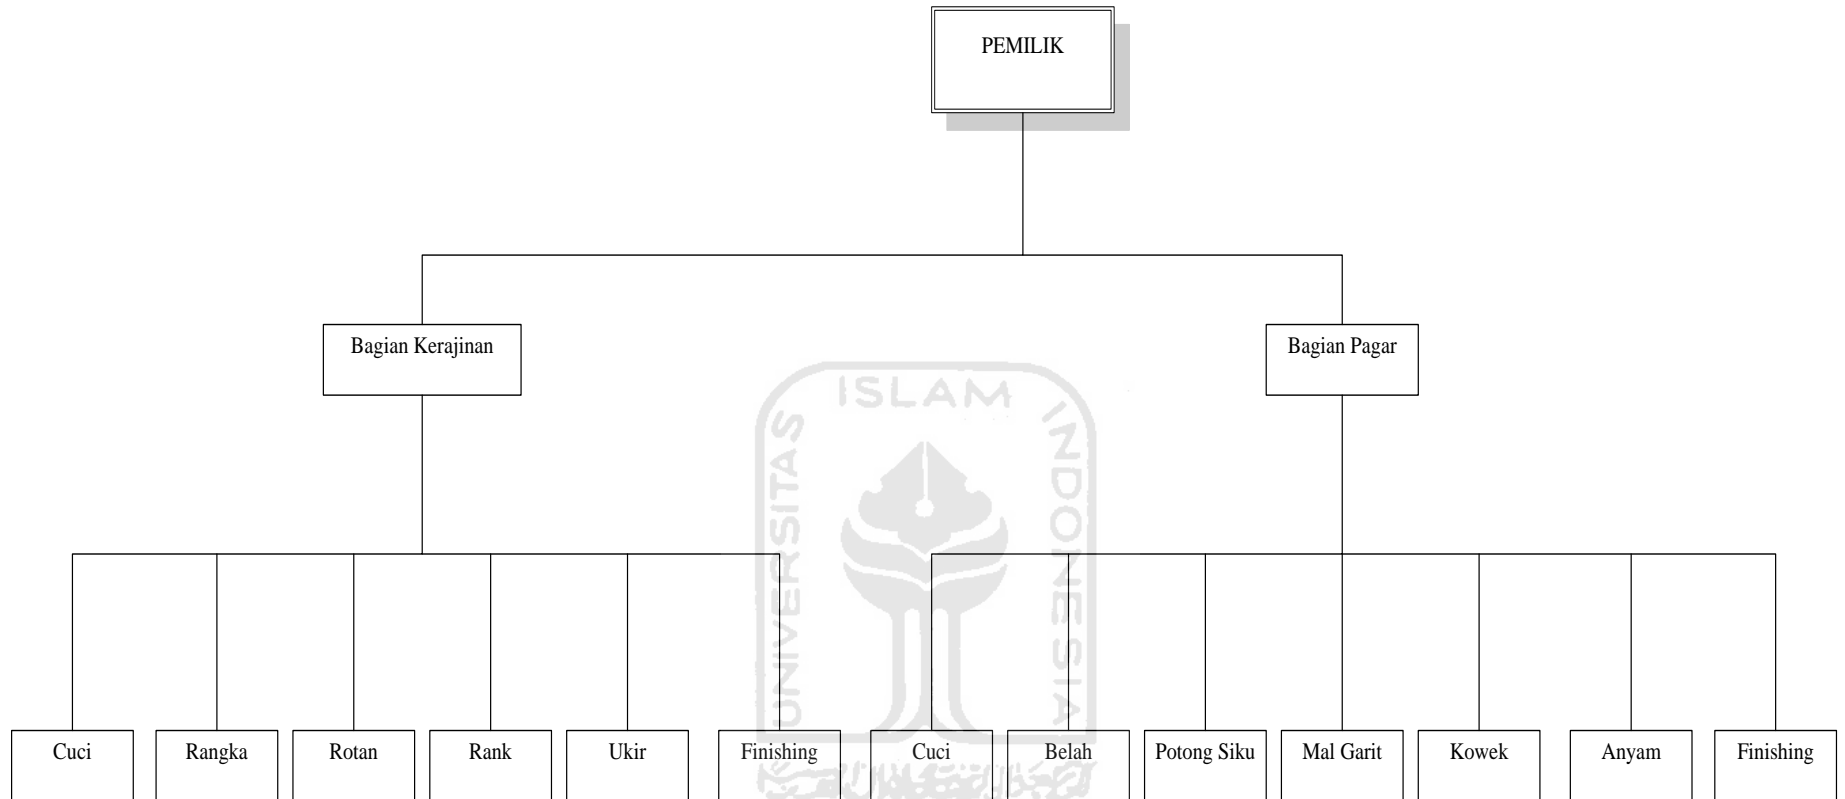 PEMILIK
Bagian Kerajinan
Bagian Pagar
ISLAM
UNIVERSITAS
INDONESIA
Cuci
Rangka
Rotan
Rank
Ukir
Finishing
Cuci
Belah
Potong Siku
Mal Garit
Kowek
Anyam
Finishing